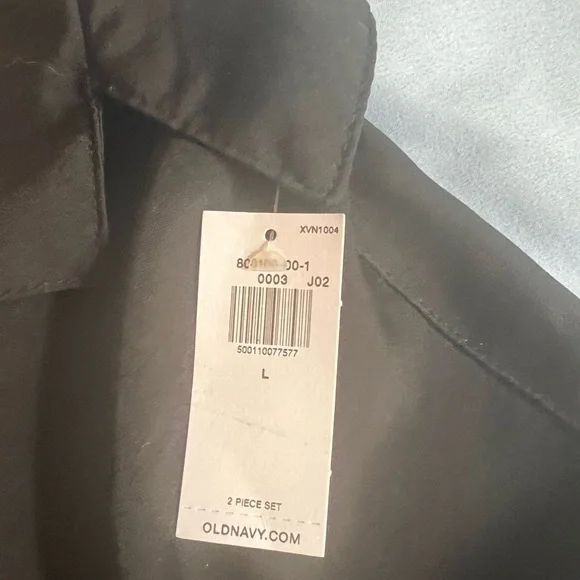 XVN1004
0003 J02
500110077577
L
2 PIECE SET
OLDNAVY.COM